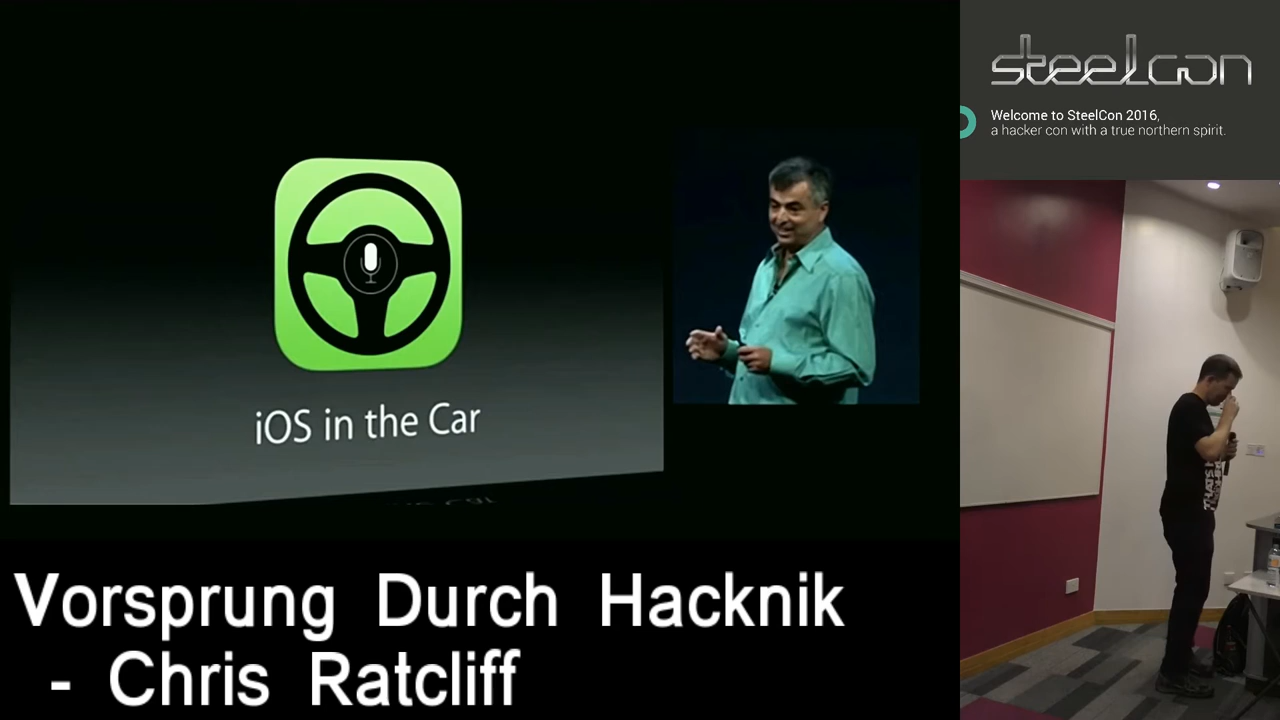 steelcon
Welcome to SteelCon 2016,
a hacker con with a true northern spirit.
iOS in the Car
Vorsprung Durch Hacknik
- Chris Ratcliff